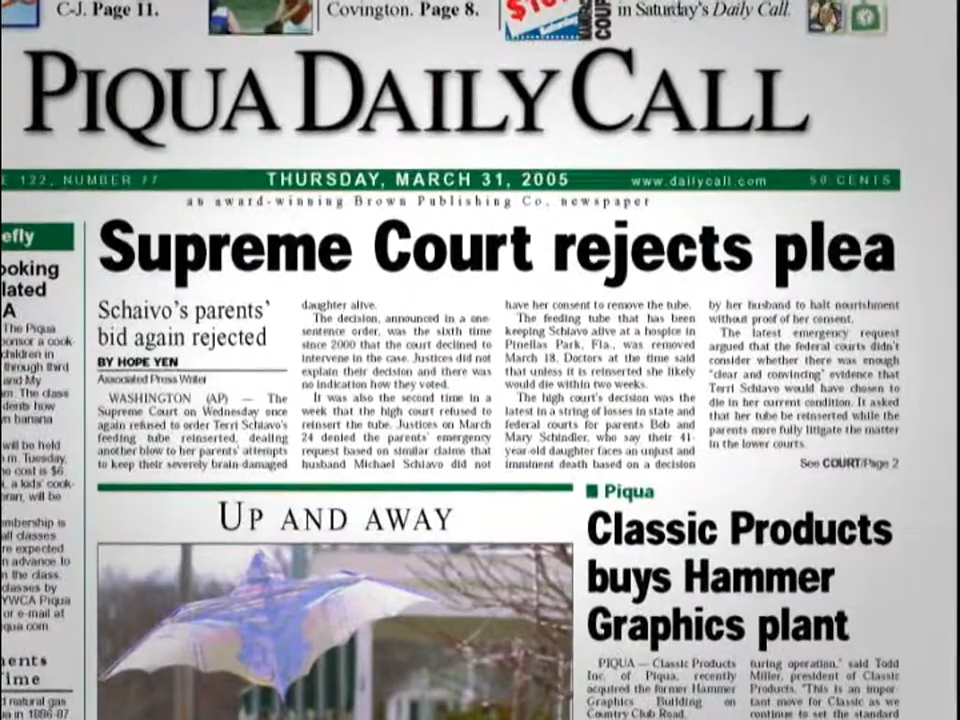 C-J. Page 11.
Covington. Page 8.
in Saturday's Daily Call.
PIQUA DAILY CALL
122, NUMBER 77
THURSDAY, MARCH 31, 2005
www.dailycall.com
50 CENTS
an award-winning Brown Publishing Co. newspaper
Supreme Court rejects plea
Schaivo's parents'
bid again rejected
BY HOPE YEN
Associated Press Writer
WASHINGTON (AP) — The
Supreme Court on Wednesday once
again refused to order Terri Schiavo's
feeding tube reinserted, dealing
another blow to her parents' attempts
to keep their severely brain-damaged
daughter alive.
The decision, announced in a one-
sentence order, was the sixth time
since 2000 that the court declined to
intervene in the case. Justices did not
explain their decision and there was
no indication how they voted.
It was also the second time in a
week that the high court refused to
reinsert the tube. Justices on March
24 denied the parents' emergency
request based on similar claims that
husband Michael Schiavo did not
have her consent to remove the tube.
The feeding tube that has been
keeping Schiavo alive at a hospice in
Pinellas Park, Fla., was removed
March 18. Doctors at the time said
that unless it is reinserted she likely
would die within two weeks.
The high court's decision was the
latest in a string of losses in state and
federal courts for parents Bob and
Mary Schindler, who say their 41-
year-old daughter faces an unjust and
imminent death based on a decision
by her husband to halt nourishment
without proof of her consent.
The latest emergency request
argued that the federal courts didn't
consider whether there was enough
"clear and convincing" evidence that
Terri Schiavo would have chosen to
die in her current condition. It asked
that her tube be reinserted while the
parents more fully litigate the matter
in the lower courts.
See COURT/Page 2
efly
ooking
lated
A
The Piqua
ponsor a cook-
children in
through third
and My
m. The class
dents how
n banana
will be held
p.m. Tuesday,
he cost is $6
, a kids' cook-
pran, will be
mbership is
all classes
re expected
n advance to
n the class.
classes by
YWCA Piqua
or e-mail at
qua.com.
ents
ime
d natural gas
a in 1886-87
UP AND AWAY
Piqua
Classic Products
buys Hammer
Graphics plant
PIQUA — Classic Products
Inc. of Piqua, recently
acquired the former Hammer
Graphics Building on
Country Club Road.
turing operation," said Todd
Miller, president of Classic
Products. "This is an impor-
tant move for Classic as we
continue to set the standard